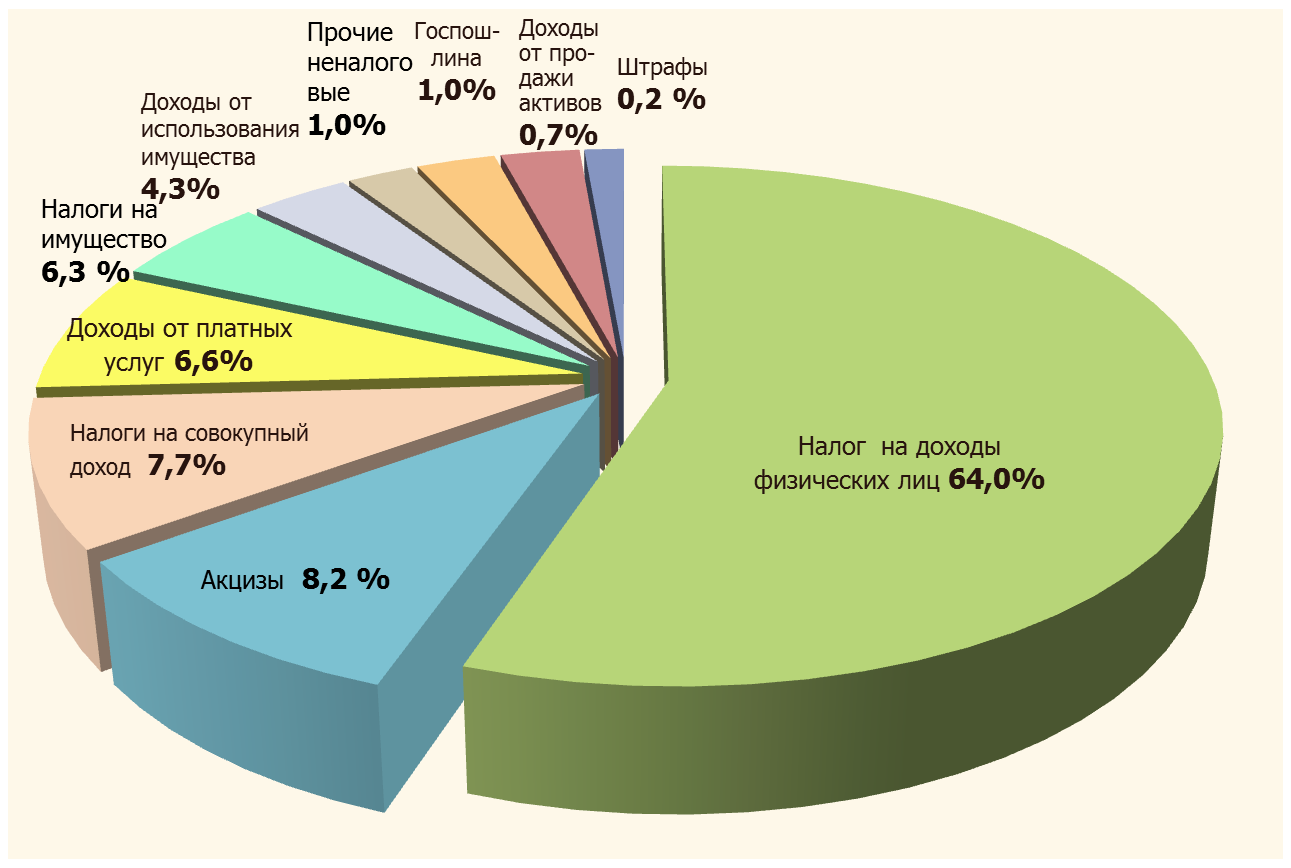 Прочие
неналого
вые
1,0%
Госпош-
лина
1,0%
Доходы
от про-
дажи
активов
0,7%
Штрафы
0,2 %
Доходы от
использования
имущества
4,3%
Налоги на
имущество
6,3 %
Доходы от платных
услуг 6,6%
Налоги на совокупный
доход 7,7%
Акцизы 8,2 %
Налог на доходы
физических лиц 64,0%